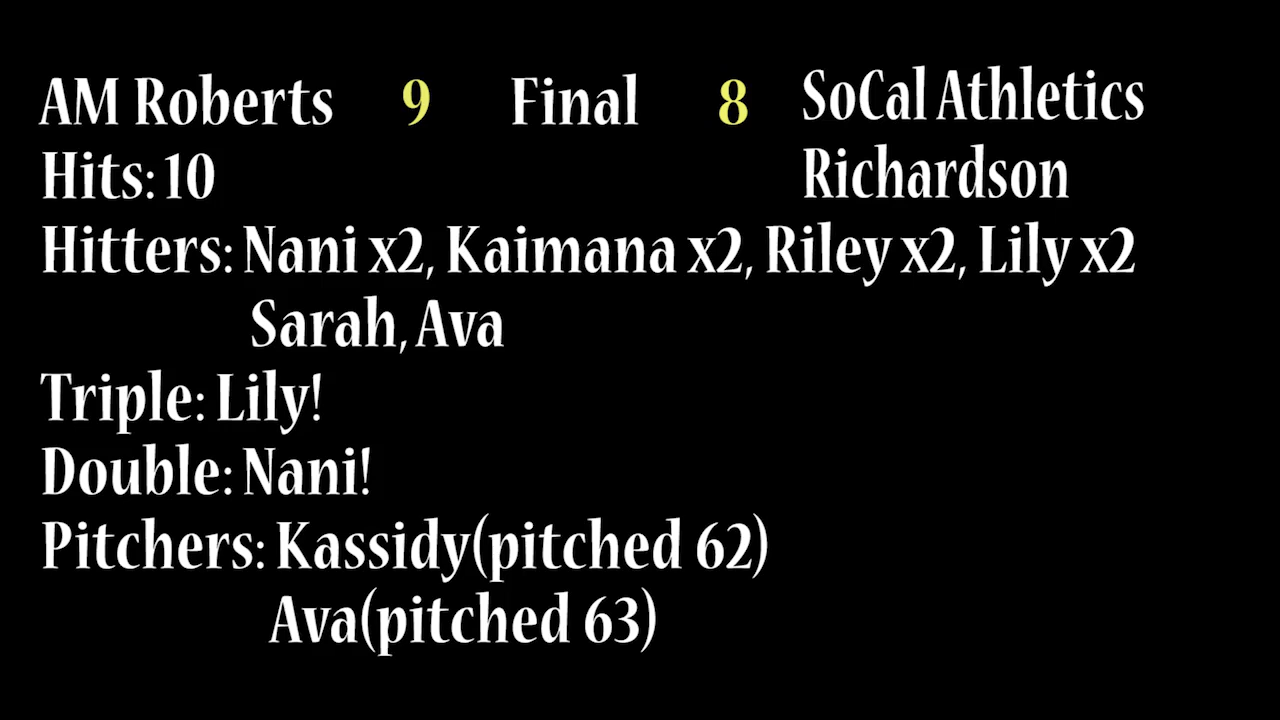 AM Roberts 9 Final 8 SoCal Athletics
Richardson
Hits: 10
Hitters: Nani x2, Kaimana x2, Riley x2, Lily x2
Sarah, Ava
Triple: Lily!
Double: Nani!
Pitchers: Kassidy(pitched 62)
Ava(pitched 63)